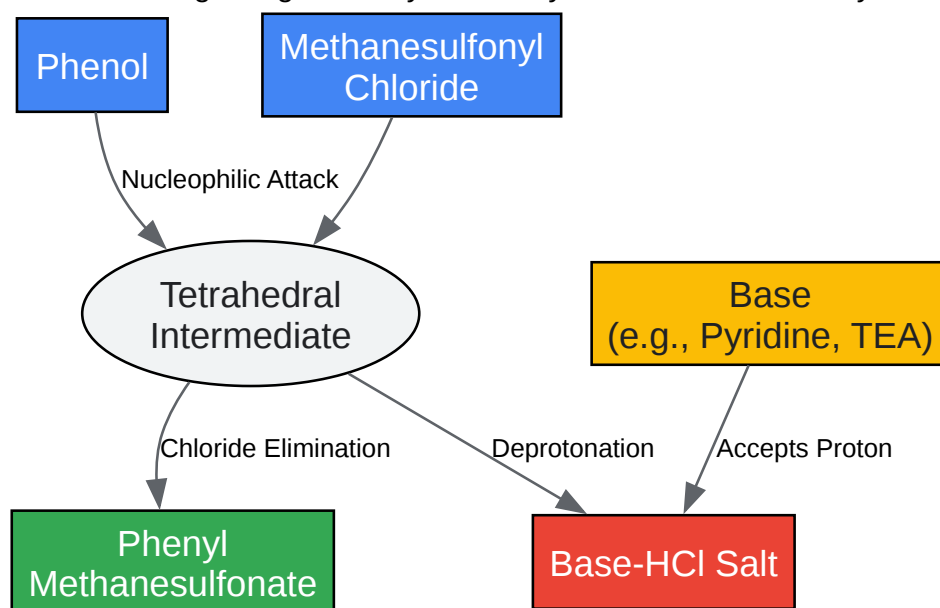 Phenol
Methanesulfonyl
Chloride
Nucleophilic Attack
Tetrahedral
Intermediate
Base
(e.g., Pyridine, TEA)
Chloride Elimination
Deprotonation
Accepts Proton
Phenyl
Methanesulfonate
Base-HCl Salt